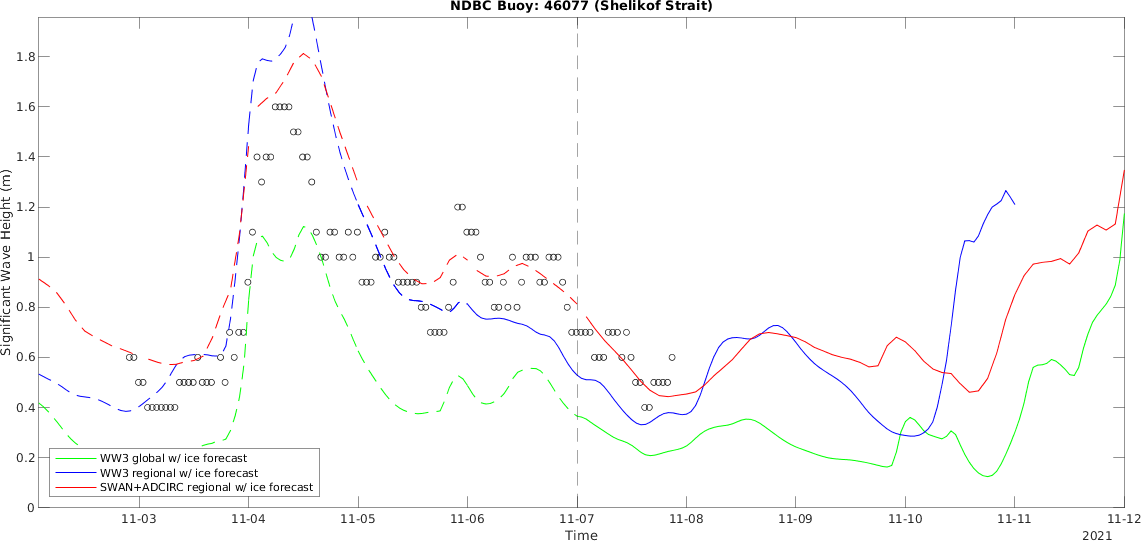 NDBC Buoy: 46077 (Shelikof Strait)
1.8
1.6
1.4
1.2
1
0.8
0.6
0.4
0.2
0
Significant Wave Height (m)
WW3 global w/ ice forecast
WW3 regional w/ ice forecast
SWAN+ADCIRC regional w/ ice forecast
11-03 11-04 11-05 11-06 11-07 11-08 11-09 11-10 11-11 11-12
Time
2021